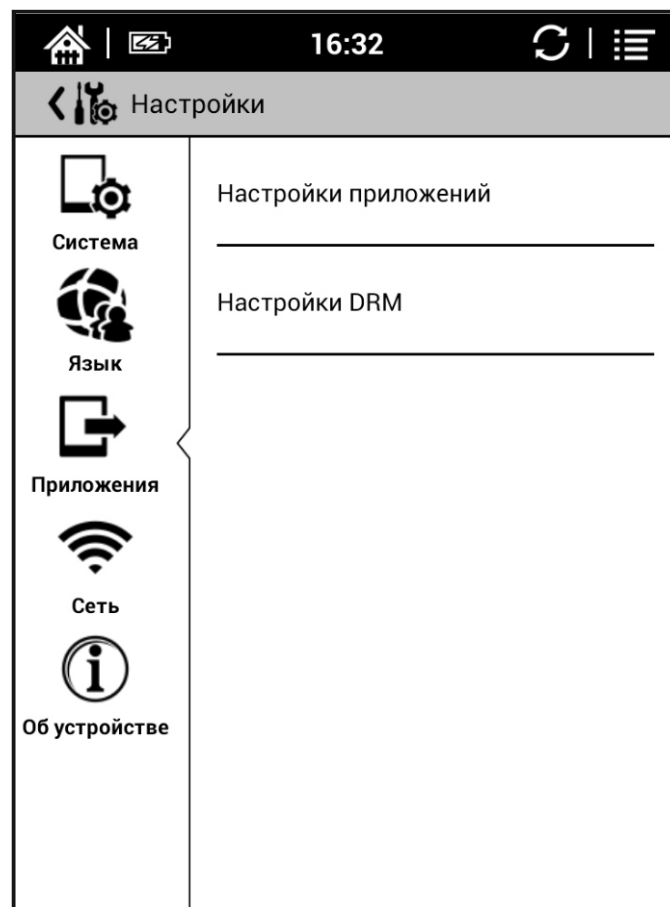 16:32
Настройки
Система
Настройки приложений
Настройки DRM
Язык
Приложения
Сеть
Об устройстве